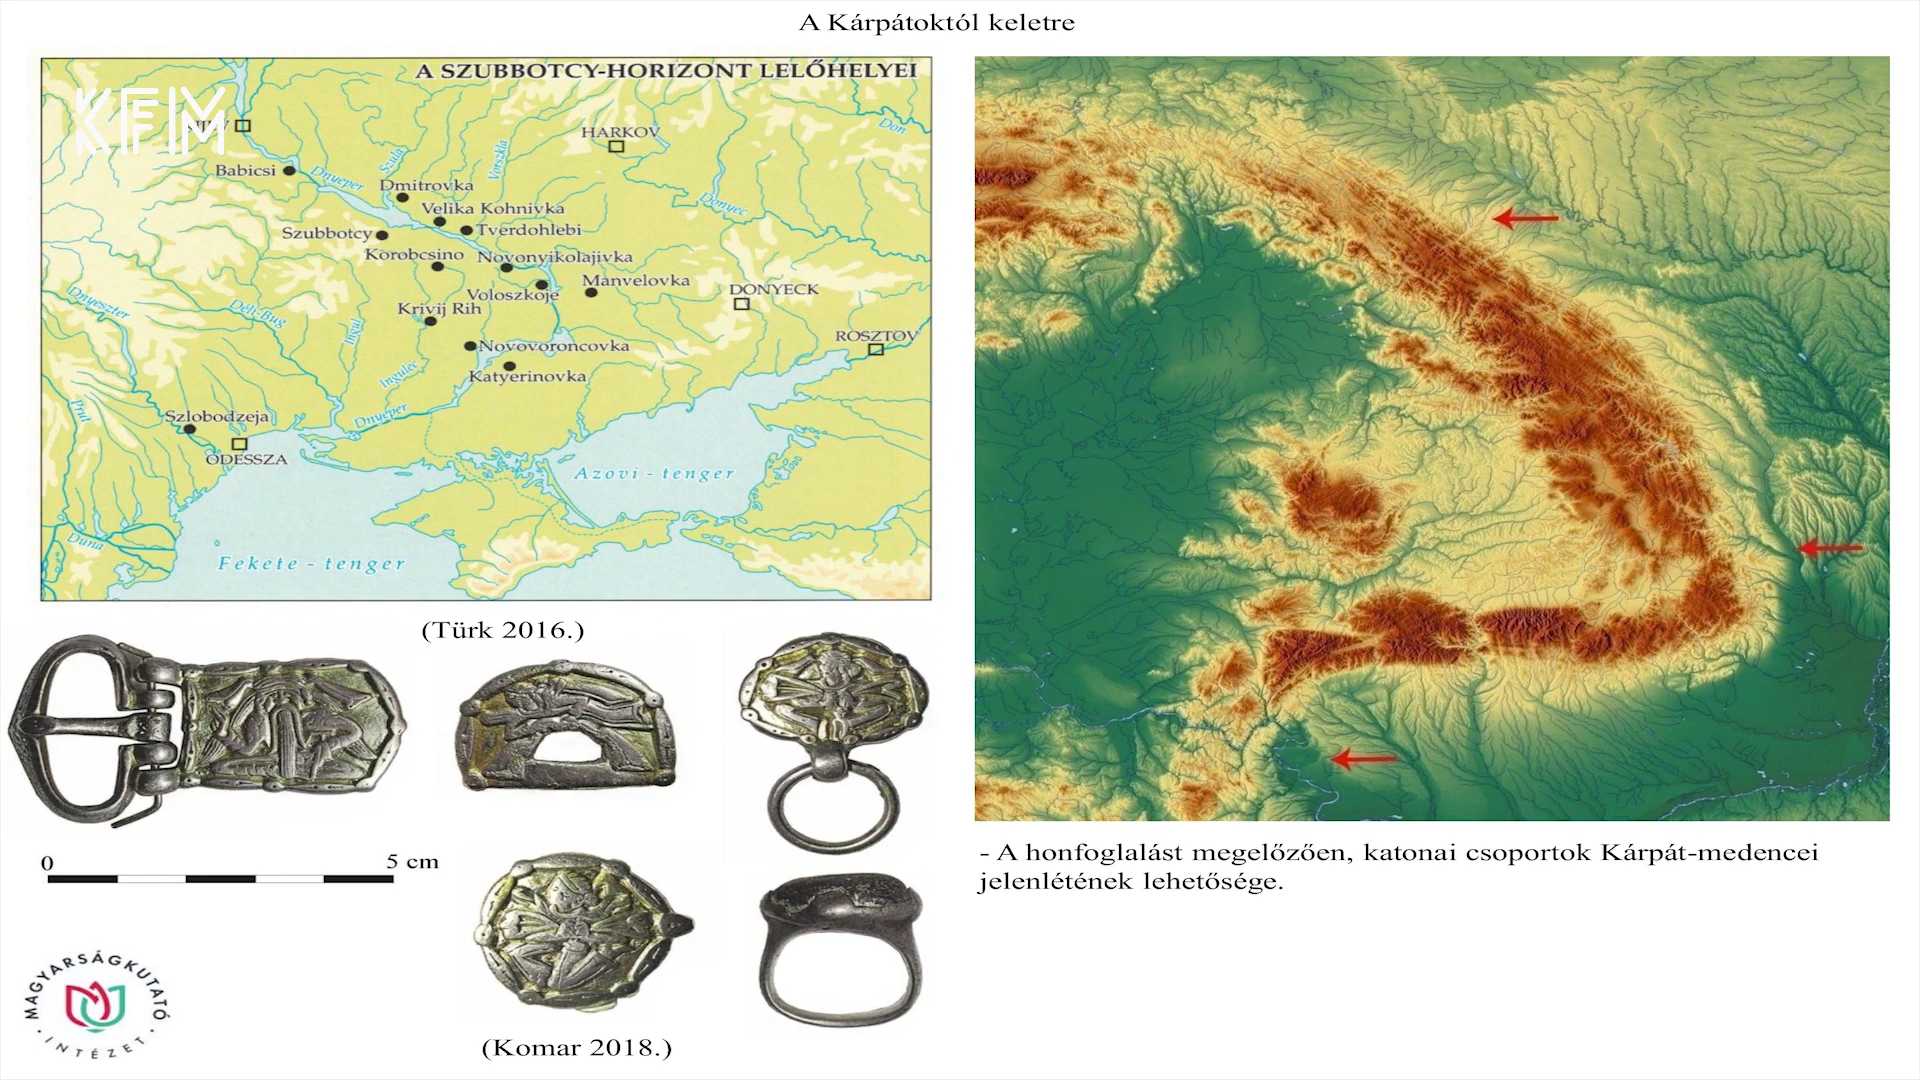 A Kárpátoktól keletre
A SZUBBOTCY-HORIZONT LELŐHELYEI
KFM
HARKOV
Don
Babicsi
Dnyeper
Szula
Vorszkla
Dmitrovka
Donyec
Velika Kohnivka
Szubbotcy
Tverdohlebi
Korobcsino
Novonyikolajivka
Manvelovka
Voloszkoje
DONYECK
Dnyeszter
Déli-Bug
Krivij Rih
Ingul
ROSZTOV
Novovoroncovka
Ingulec
Katyerinovka
Prut
Szlobodzeja
Dnyeper
ODESSZA
Azovi-tenger
Duna
Fekete-tenger
(Türk 2016.)
0 5 cm
(Komar 2018.)
- A honfoglalást megelőzően, katonai csoportok Kárpát-medencei
jelenlétének lehetősége.
MAGYARSÁGKUTATÓ
· INTÉZET ·